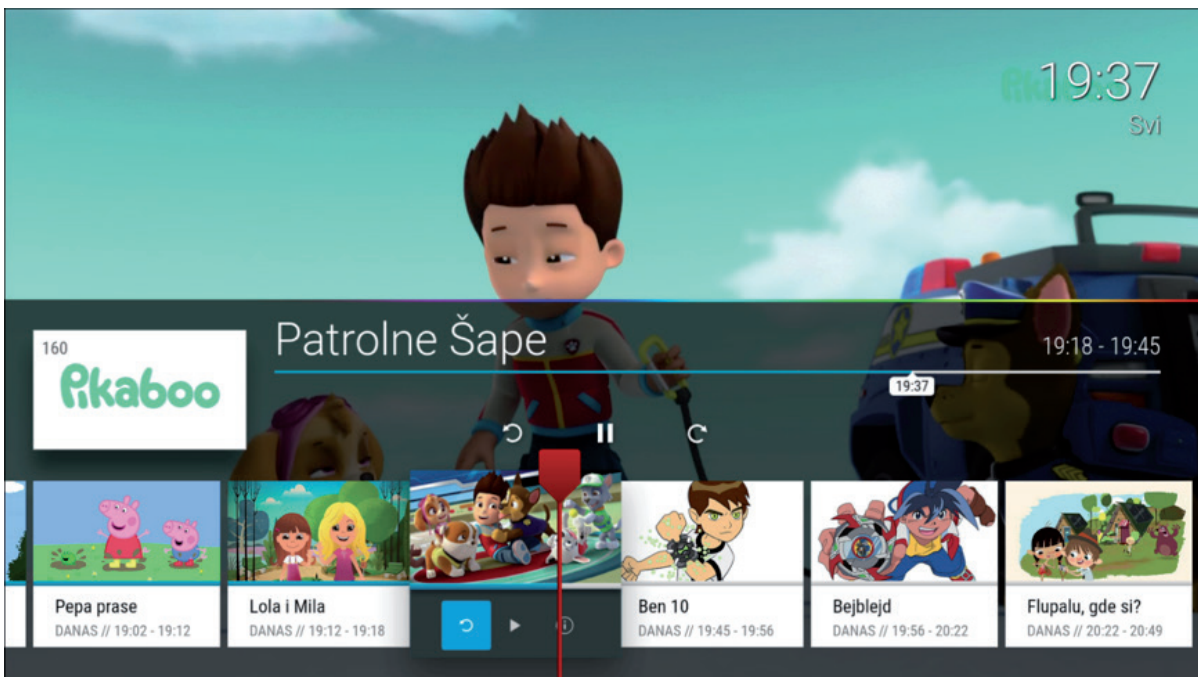 19:37
Svi
160
Pikaboo
Patrolne Šape
19:18 - 19:45
19:37
Pepa prase
DANAS // 19:02 - 19:12
Lola i Mila
DANAS // 19:12 - 19:18
Ben 10
DANAS // 19:45 - 19:56
Bejblejd
DANAS // 19:56 - 20:22
Flupalu, gde si?
DANAS // 20:22 - 20:49